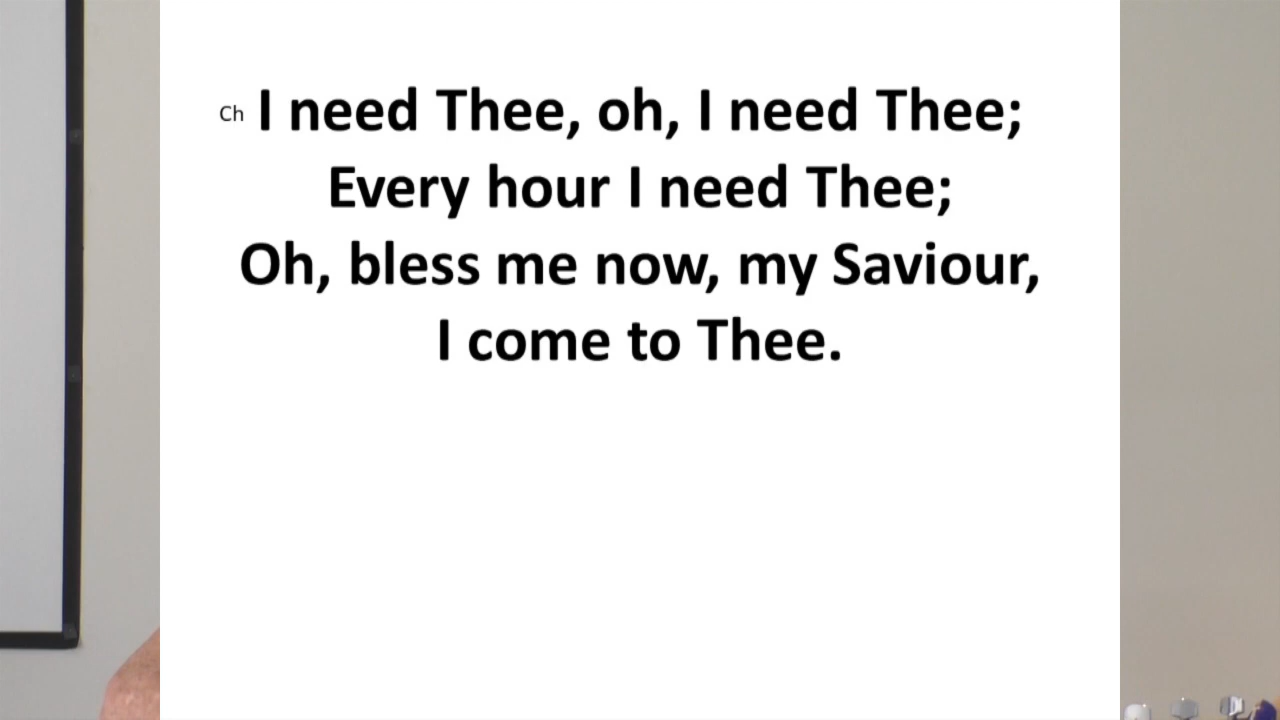 Ch I need Thee, oh, I need Thee;
Every hour I need Thee;
Oh, bless me now, my Saviour,
I come to Thee.